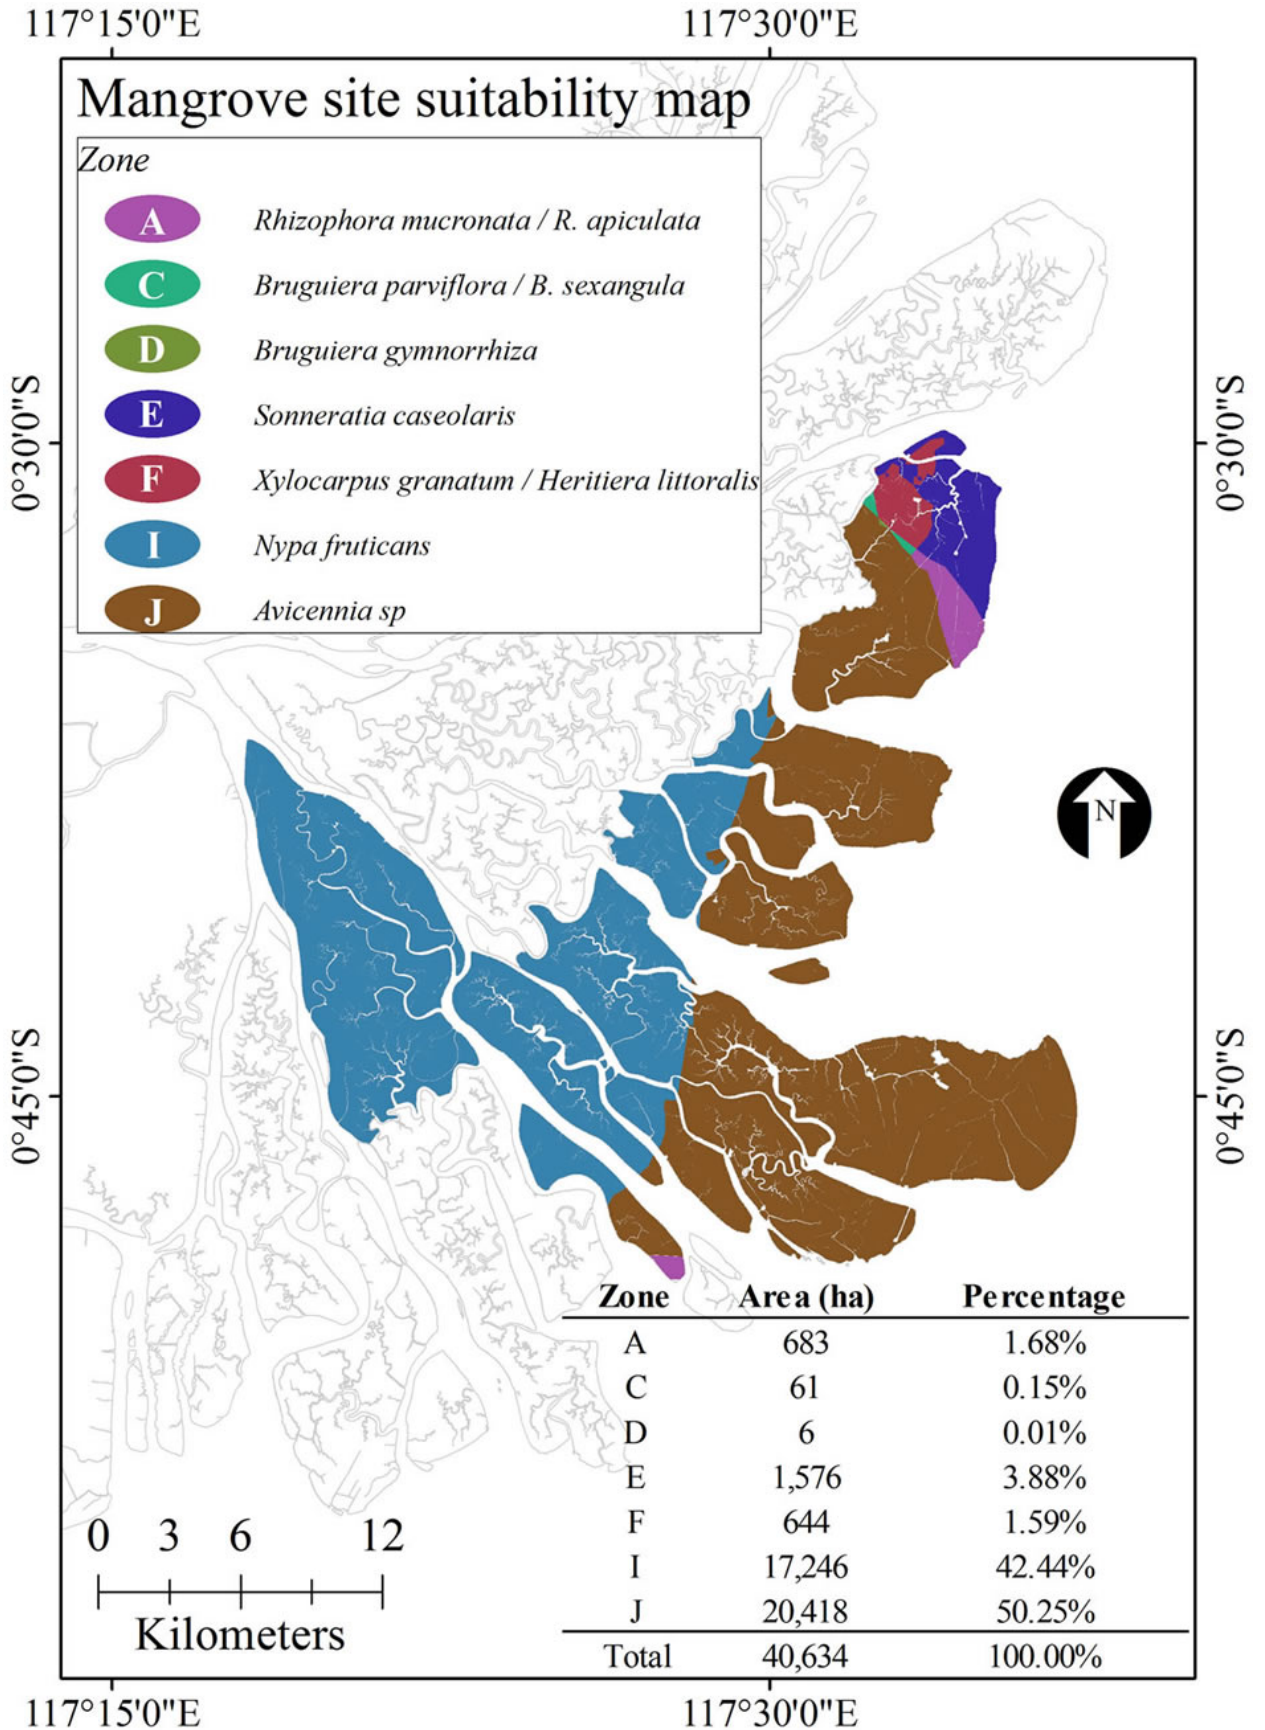 117°15'0"E 117°30'0"E
Mangrove site suitability map
Zone
A Rhizophora mucronata / R. apiculata
C Bruguiera parviflora / B. sexangula
D Bruguiera gymnorrhiza
E Sonneratia caseolaris
F Xylocarpus granatum / Heritiera littoralis
I Nypa fruticans
J Avicennia sp
0°30'0"S 0°30'0"S
N
0°45'0"S 0°45'0"S
Zone Area (ha) Percentage
A 683 1.68%
C 61 0.15%
D 6 0.01%
E 1,576 3.88%
F 644 1.59%
I 17,246 42.44%
J 20,418 50.25%
Total 40,634 100.00%
0 3 6 12
Kilometers
117°15'0"E 117°30'0"E